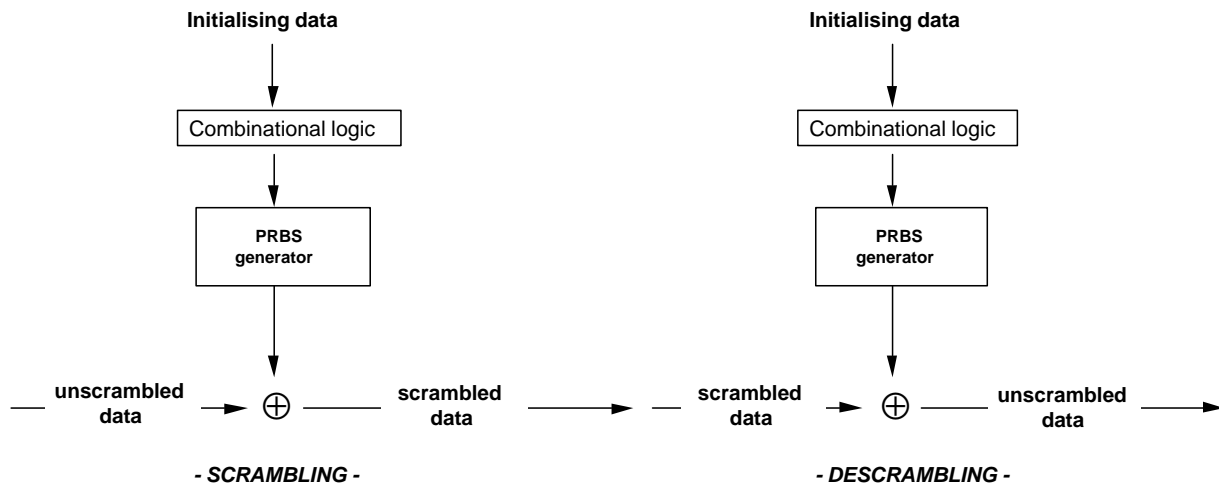 Initialising data
Combinational logic
PRBS
generator
unscrambled
data
scrambled
data
- SCRAMBLING -
Initialising data
Combinational logic
PRBS
generator
scrambled
data
unscrambled
data
- DESCRAMBLING -